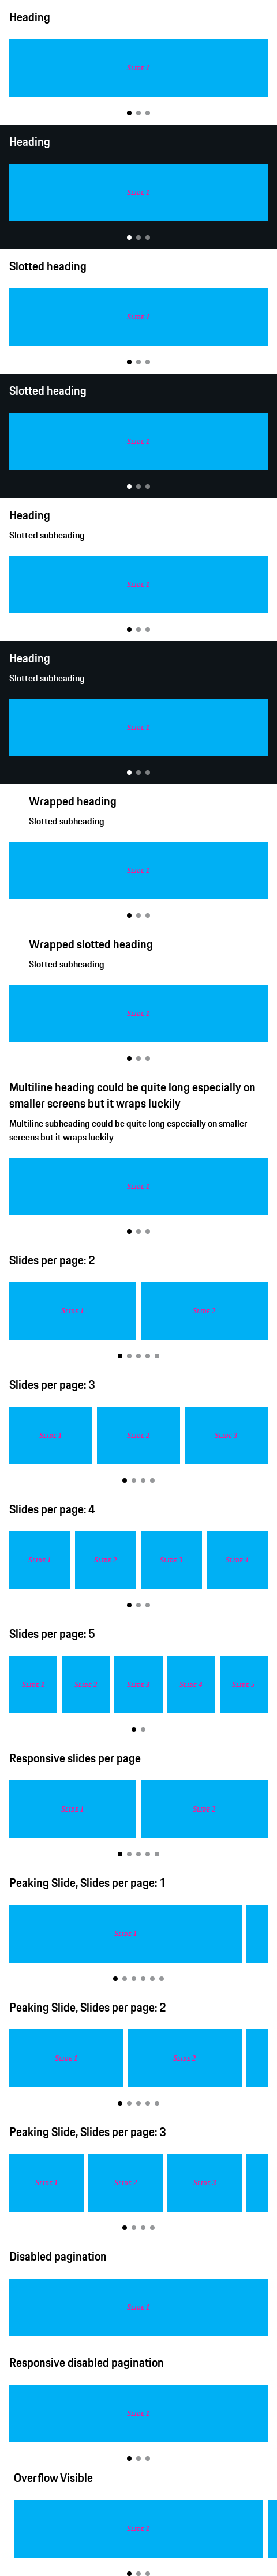 Heading
Slide 1
Heading
Slide 1
Slotted heading
Slide 1
Slotted heading
Slide 1
Heading
Slotted subheading
Slide 1
Heading
Slotted subheading
Slide 1
Wrapped heading
Slotted subheading
Slide 1
Wrapped slotted heading
Slotted subheading
Slide 1
Multiline heading could be quite long especially on
smaller screens but it wraps luckily
Multiline subheading could be quite long especially on smaller
screens but it wraps luckily
Slide 1
Slides per page: 2
Slide 1 Slide 2
Slides per page: 3
Slide 1 Slide 2 Slide 3
Slides per page: 4
Slide 1 Slide 2 Slide 3 Slide 4
Slides per page: 5
Slide 1 Slide 2 Slide 3 Slide 4 Slide 5
Responsive slides per page
Slide 1 Slide 2
Peaking Slide, Slides per page: 1
Slide 1
Peaking Slide, Slides per page: 2
Slide 1 Slide 2
Peaking Slide, Slides per page: 3
Slide 1 Slide 2 Slide 3
Disabled pagination
Slide 1
Responsive disabled pagination
Slide 1
Overflow Visible
Slide 1